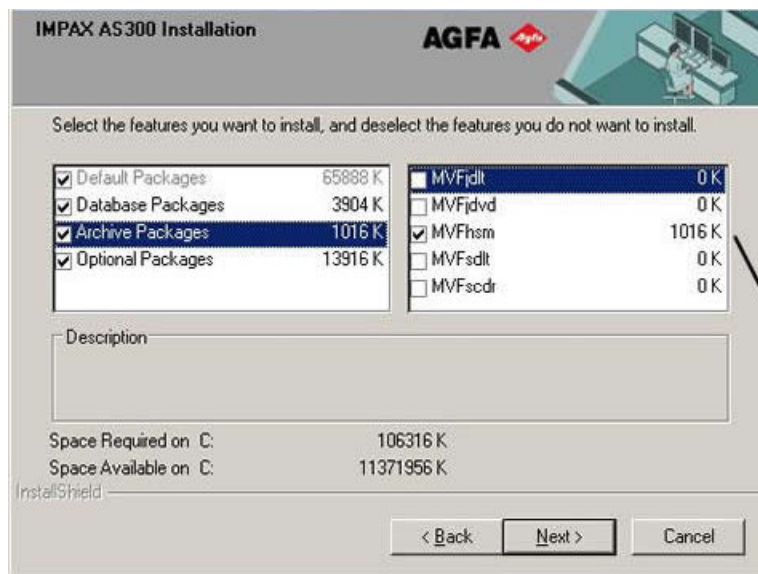 IMPAX AS300 Installation
AGFA
Agfa
Select the features you want to install, and deselect the features you do not want to install.
Default Packages 65888 K
Database Packages 3904 K
Archive Packages 1016 K
Optional Packages 13916 K
MVFjdlt 0 K
MVFjdvd 0 K
MVFhsm 1016 K
MVFsdlt 0 K
MVFscdr 0 K
Description
Space Required on C: 106316 K
Space Available on C: 11371956 K
InstallShield
< Back Next > Cancel